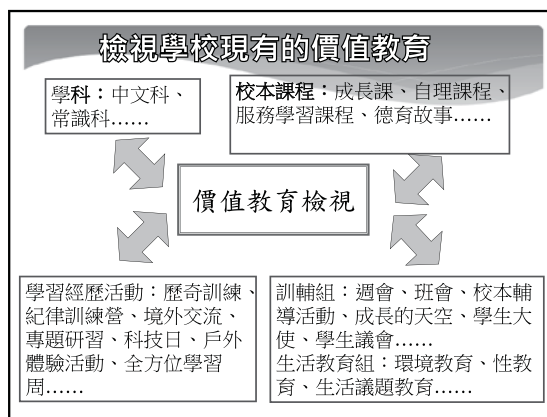 檢視學校現有的價值教育
學科：中文科、
常識科......
校本課程：成長課、自理課程、
服務學習課程、德育故事......
價值教育檢視
學習經歷活動：歷奇訓練、
紀律訓練營、境外交流、
專題研習、科技日、戶外
體驗活動、全方位學習
周......
訓輔組：週會、班會、校本輔
導活動、成長的天空、學生大
使、學生議會......
生活教育組：環境教育、性教
育、生活議題教育......